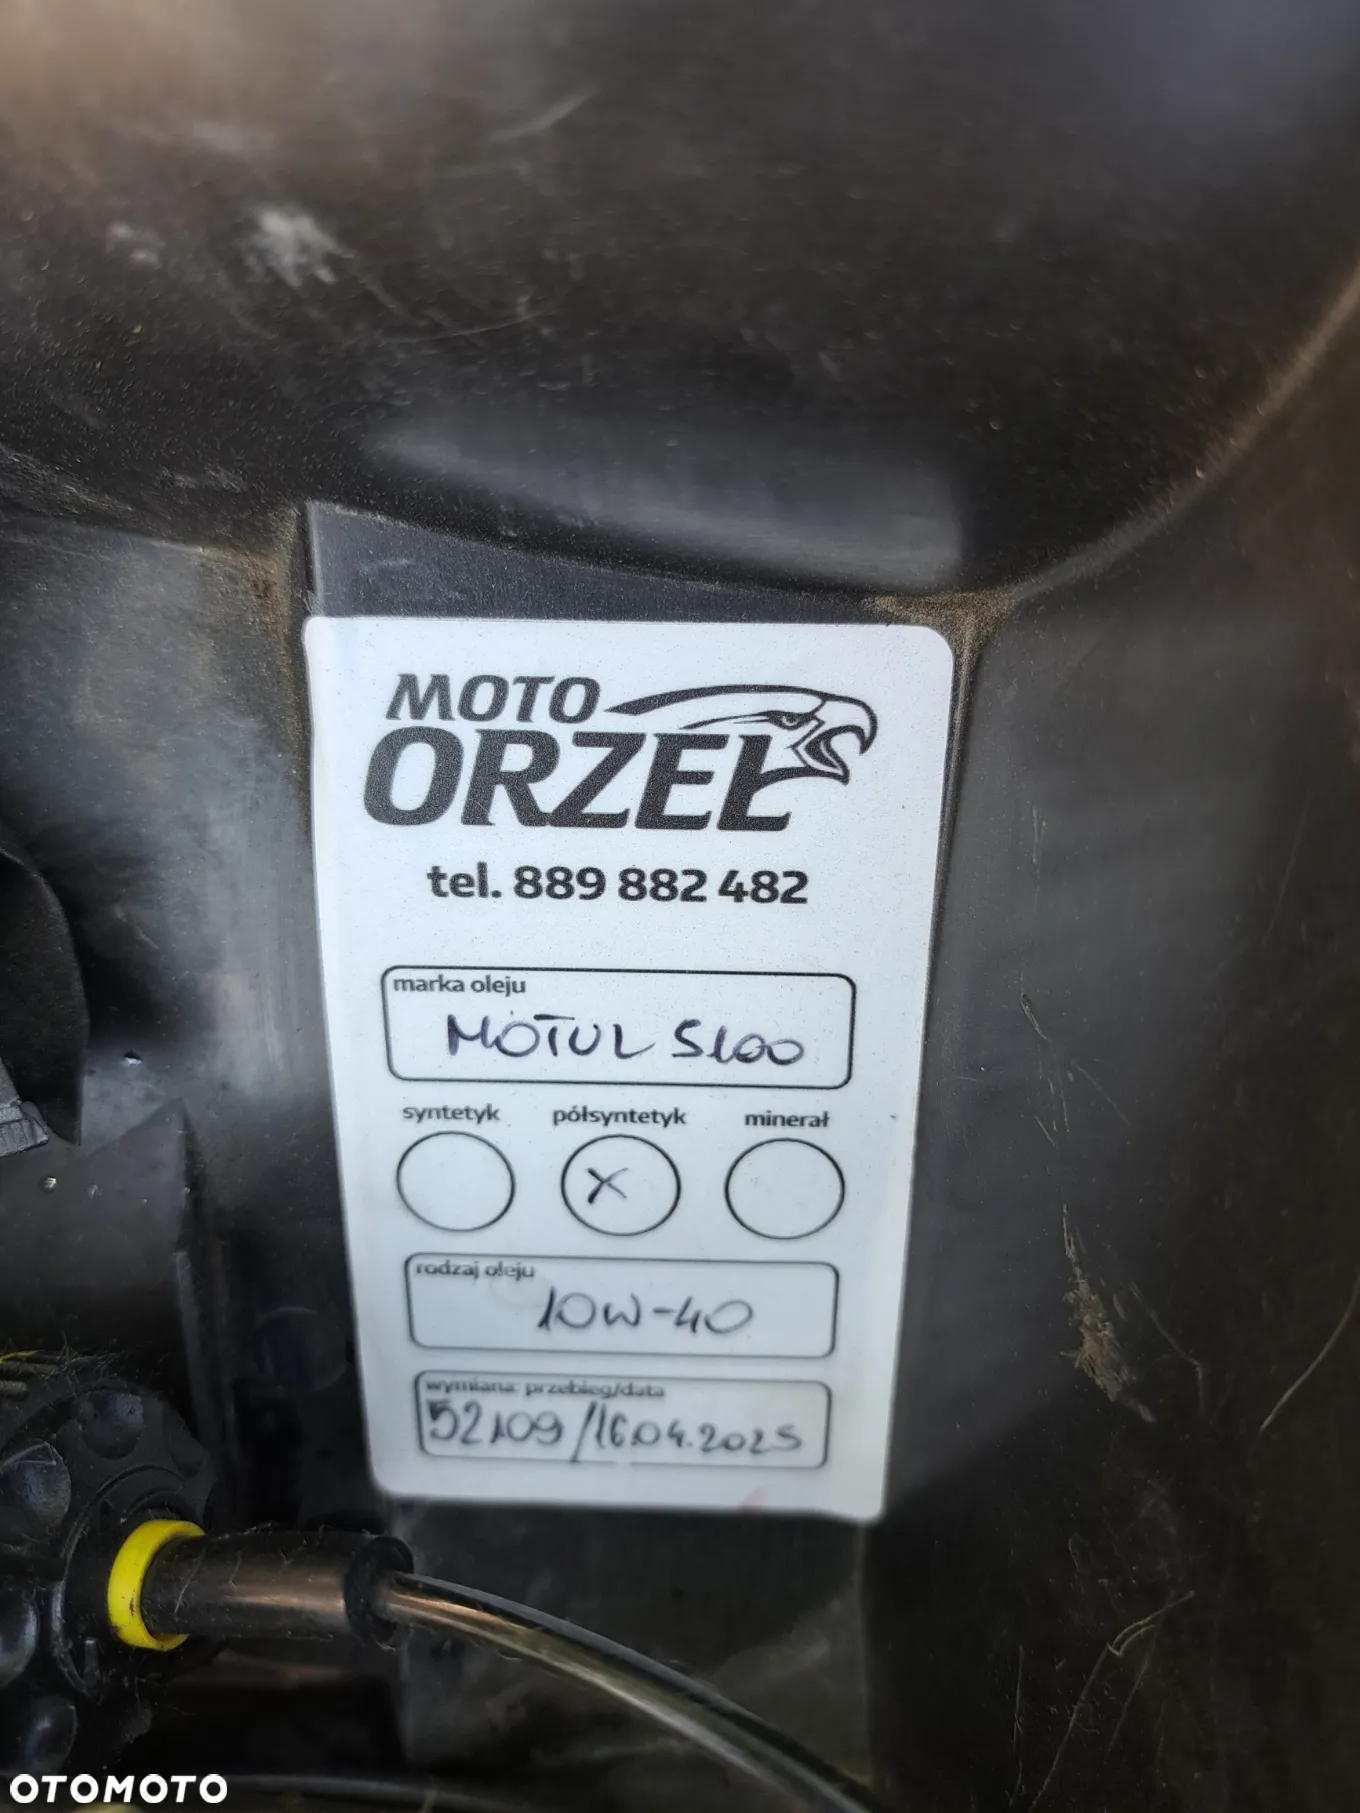 MOTO
ORZEŁ
tel. 889 882 482
marka oleju
MOTUL 5100
syntetyk półsyntetyk minerał
X
rodzaj oleju
10W-40
wymiana: przebieg/data
52109/16.04.2025
OTOMOTO